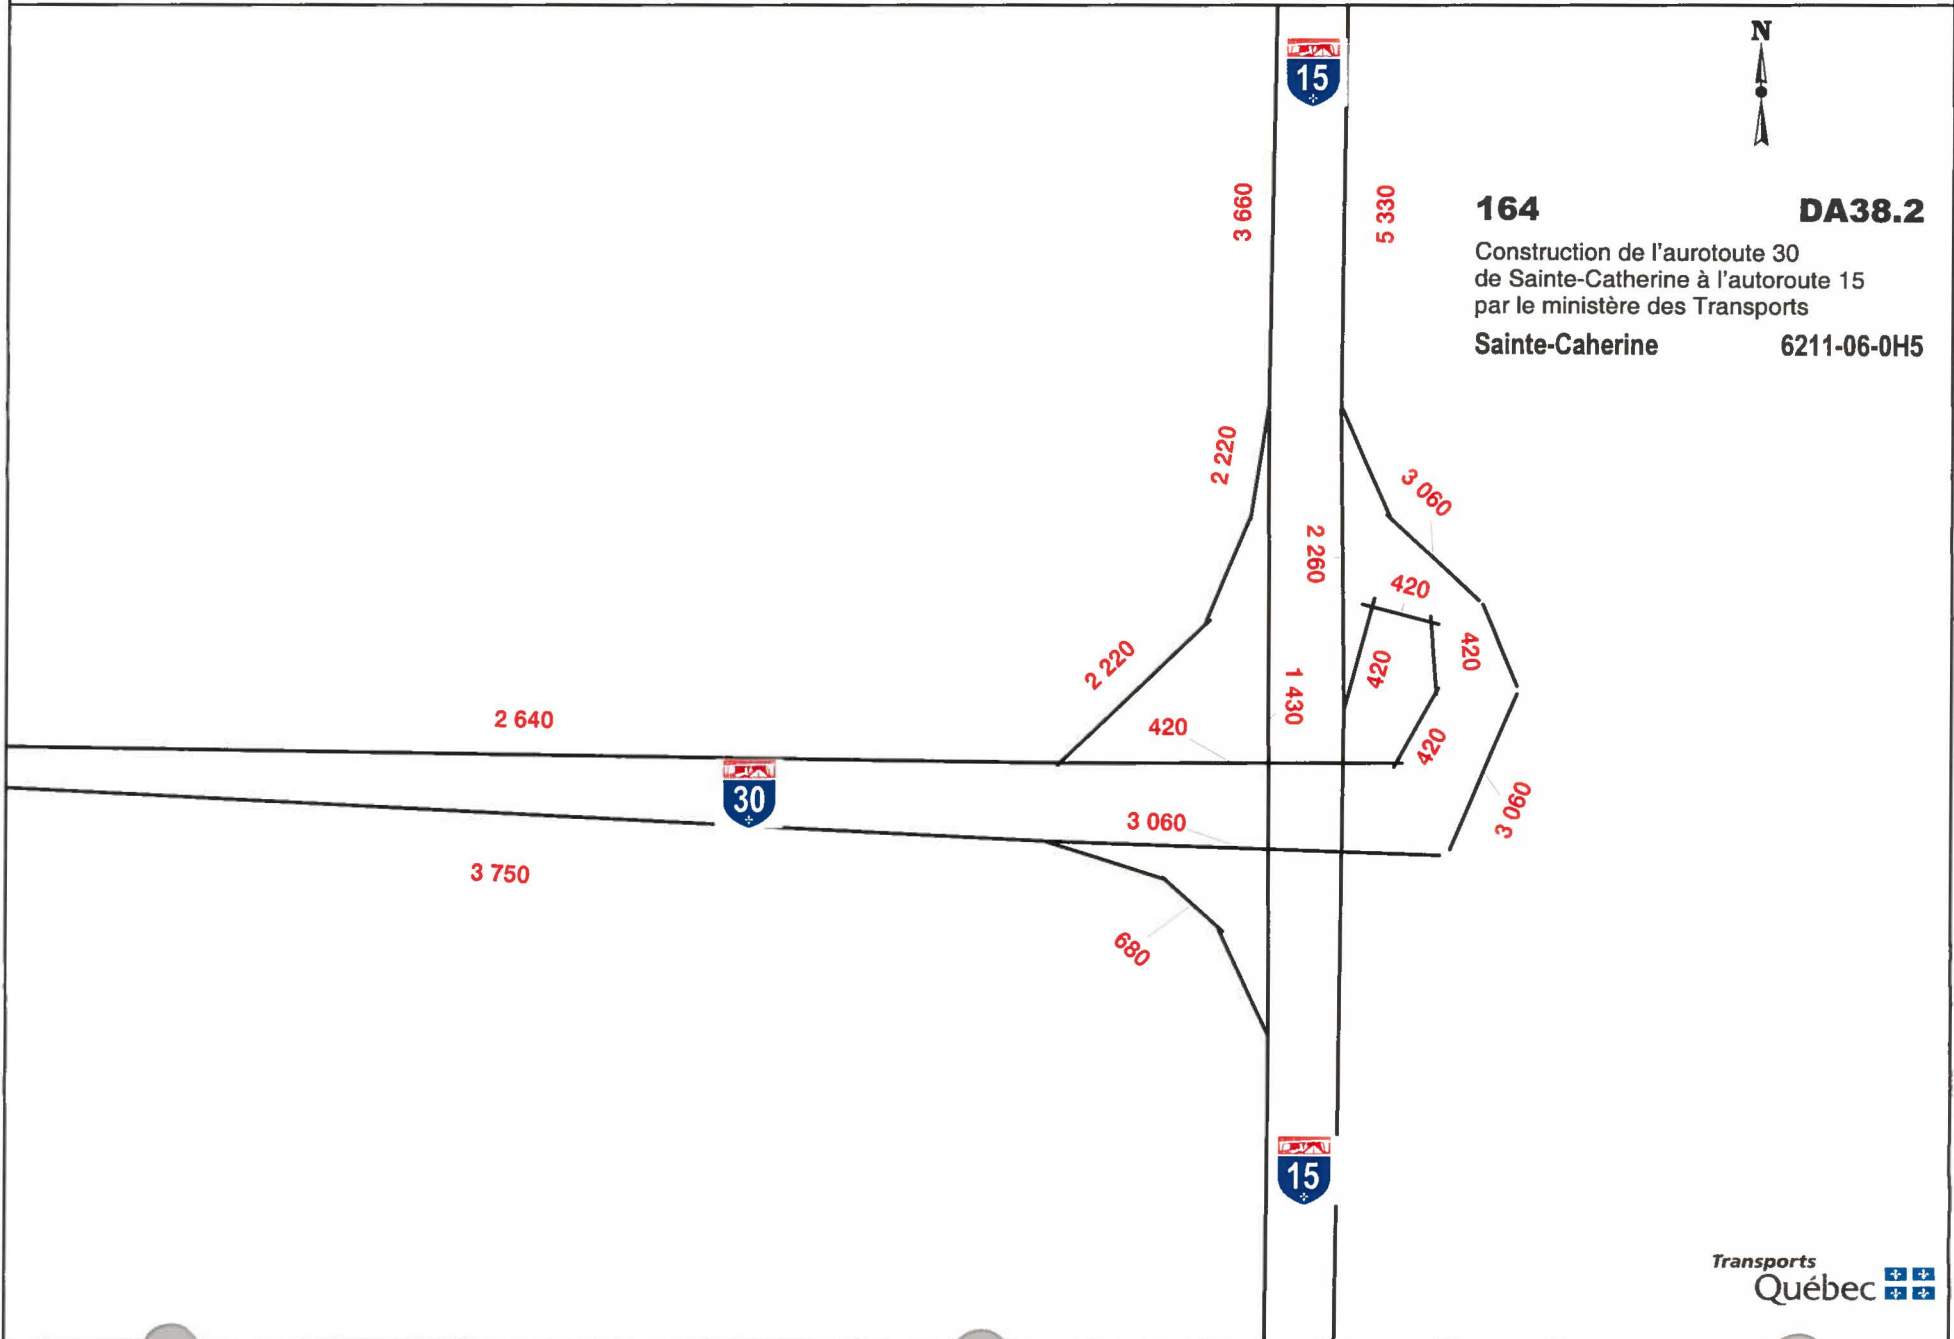 15
N
3 660
5 330
164 DA38.2
Construction de l'aurotoute 30
de Sainte-Catherine à l'autoroute 15
par le ministère des Transports
Sainte-Caherine 6211-06-0H5
2 220
3 060
2 260
420
420
420
2 220
1 430
2 640
420
420
30
3 060
3 060
3 750
680
15
Transports
Québec